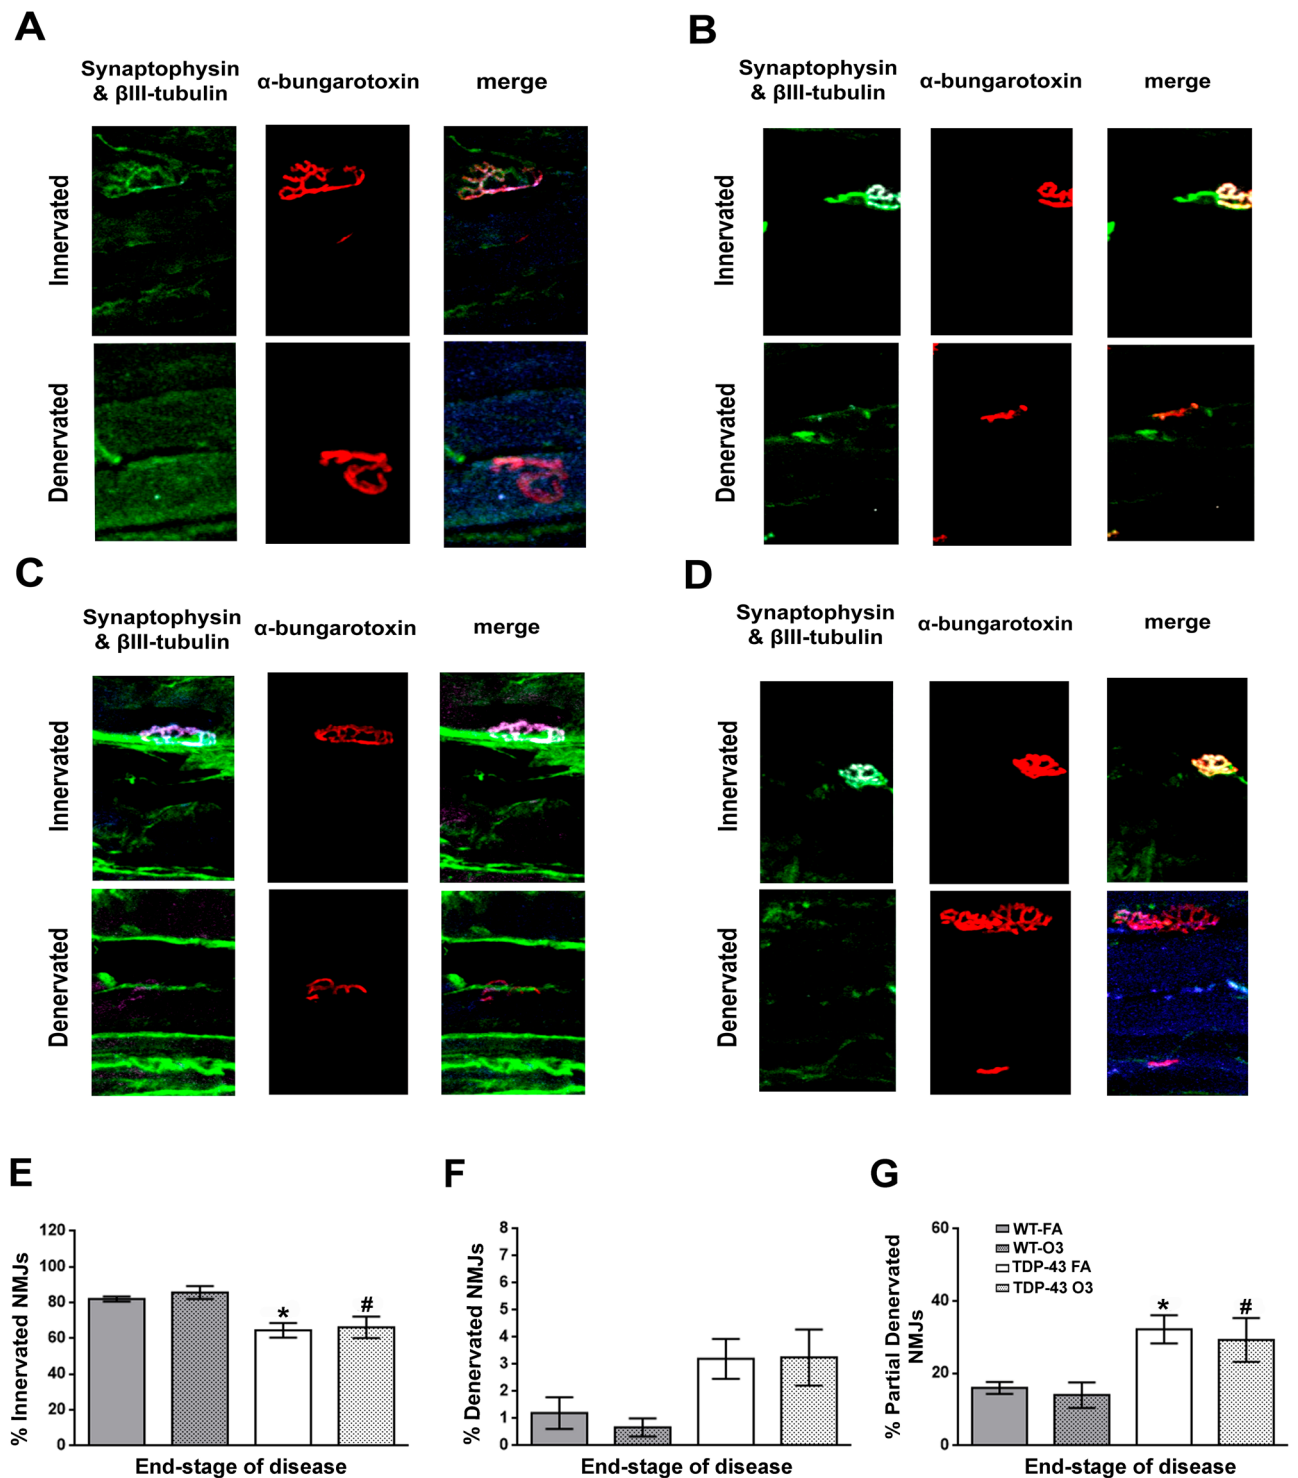 A
Synaptophysin
& βIII-tubulin
α-bungarotoxin
merge
Innervated
Denervated
B
Synaptophysin
& βIII-tubulin
α-bungarotoxin
merge
Innervated
Denervated
C
Synaptophysin
& βIII-tubulin
α-bungarotoxin
merge
Innervated
Denervated
D
Synaptophysin
& βIII-tubulin
α-bungarotoxin
merge
Innervated
Denervated
E
% Innervated NMJs
120
100
80
60
40
20
0
*
#
End-stage of disease
F
% Denervated NMJs
8
7
6
5
4
3
2
1
0
End-stage of disease
G
% Partial Denervated
NMJs
60
40
20
0
WT-FA
WT-O3
TDP-43 FA
TDP-43 O3
*
#
End-stage of disease